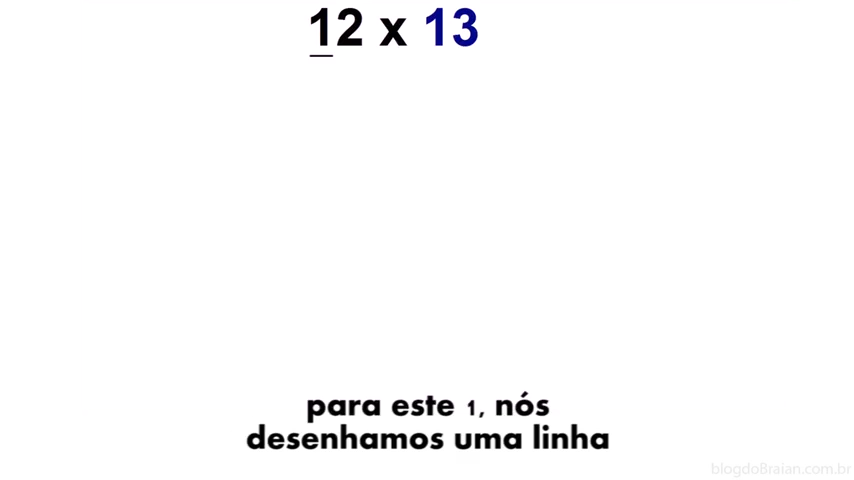 12 x 13
para este 1, nós
desenhamos uma linha
blogdoBraian.com.br